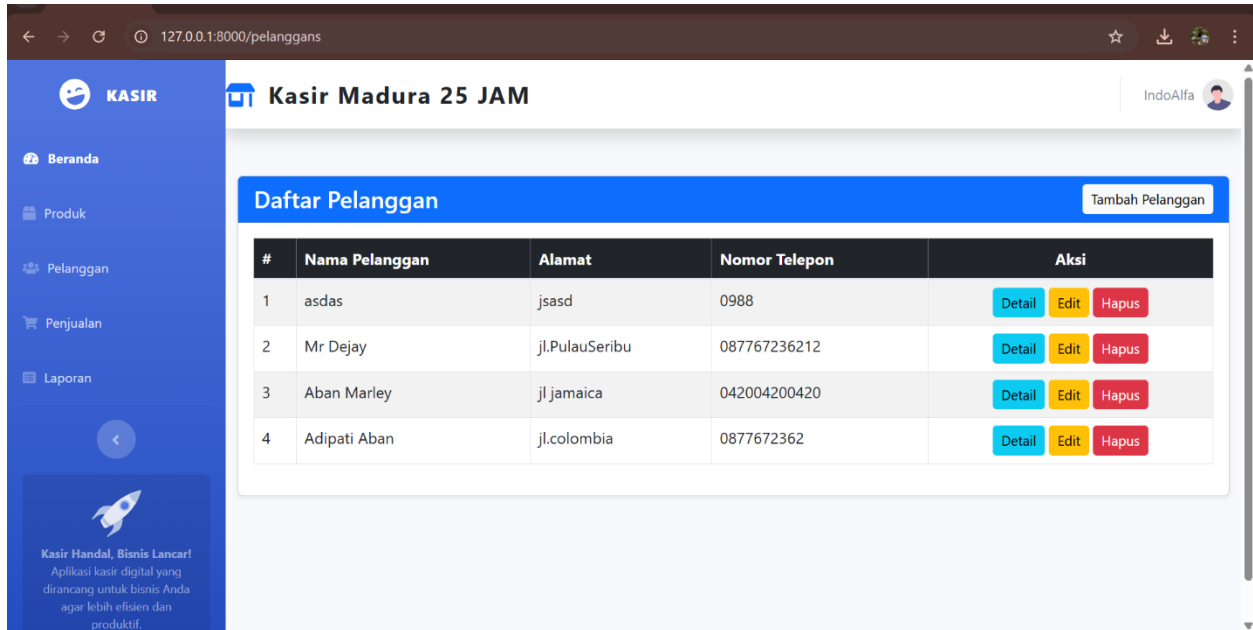 127.0.0.1:8000/pelanggans
KASIR
Kasir Madura 25 JAM
IndoAlfa
Beranda
Produk
Pelanggan
Penjualan
Laporan
Kasir Handal, Bisnis Lancar!
Aplikasi kasir digital yang
dirancang untuk bisnis Anda
agar lebih efisien dan
produktif.
Daftar Pelanggan Tambah Pelanggan
# Nama Pelanggan Alamat Nomor Telepon Aksi
1 asdas jsasd 0988 Detail Edit Hapus
2 Mr Dejay jl.PulauSeribu 087767236212 Detail Edit Hapus
3 Aban Marley jl jamaica 042004200420 Detail Edit Hapus
4 Adipati Aban jl.colombia 0877672362 Detail Edit Hapus